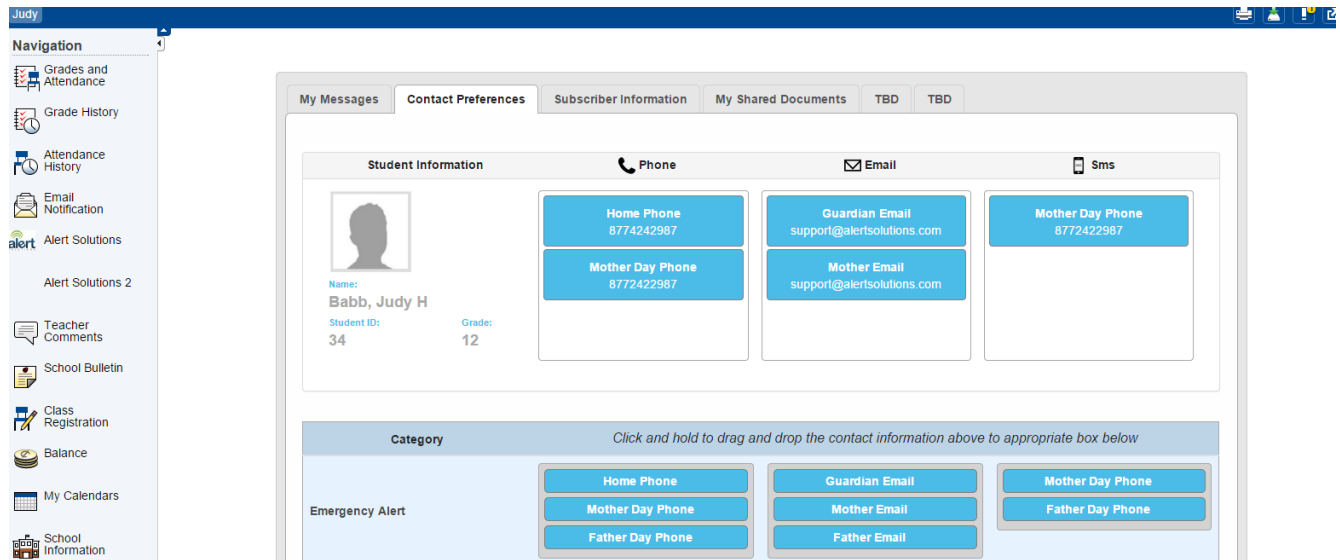 Judy
Navigation
Grades and
Attendance
Grade History
Attendance
History
Email
Notification
alert Alert Solutions
Alert Solutions 2
Teacher
Comments
School Bulletin
Class
Registration
Balance
My Calendars
School
Information
My Messages Contact Preferences Subscriber Information My Shared Documents TBD TBD
Student Information Phone Email Sms
Home Phone
8774242987
Mother Day Phone
8772422987
Guardian Email
support@alertsolutions.com
Mother Email
support@alertsolutions.com
Mother Day Phone
8772422987
Name:
Babb, Judy H
Student ID: Grade:
34 12
Category Click and hold to drag and drop the contact information above to appropriate box below
Emergency Alert
Home Phone
Mother Day Phone
Father Day Phone
Guardian Email
Mother Email
Father Email
Mother Day Phone
Father Day Phone